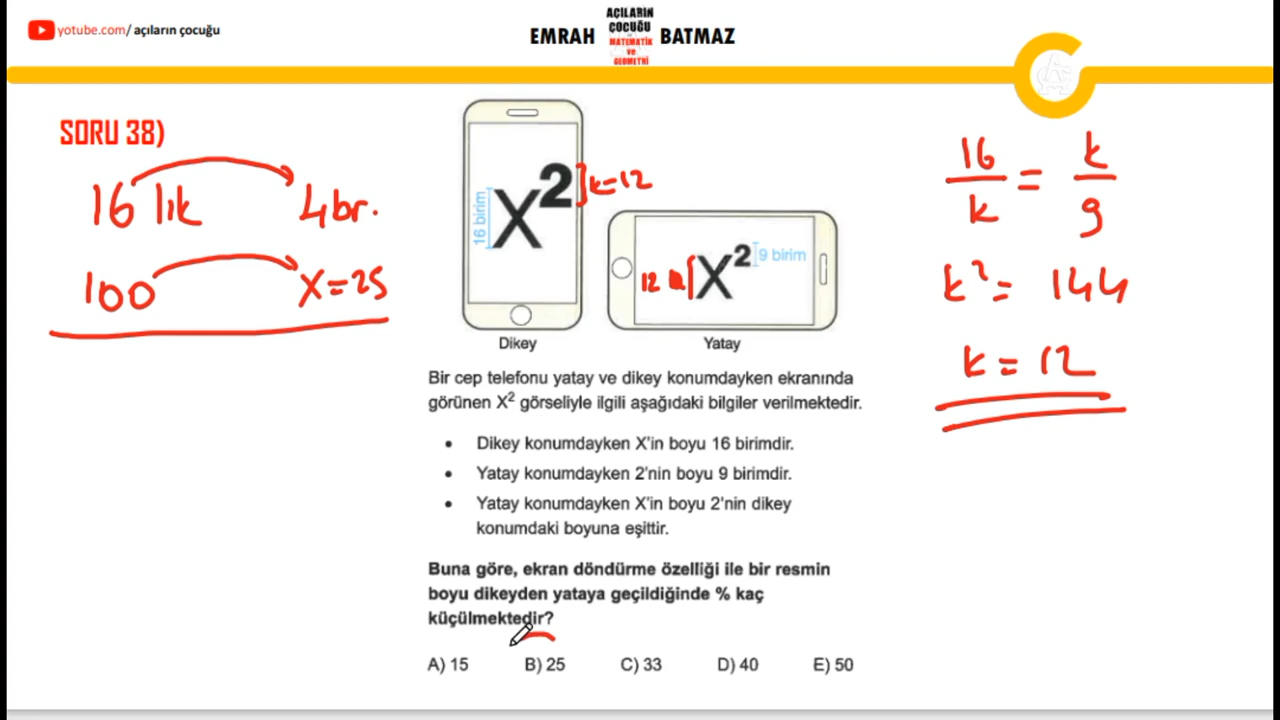 yotube.com/ açıların çocuğu
EMRAH
AÇILARIN
ÇOCUĞU
MATEMATİK
ve
GEOMETRİ
BATMAZ
SORU 38)
16 lık 4br.
100 X=25
16 birim
X²
k=12
12
X²
9 birim
Dikey
Yatay
16/k = k/9
k²= 144
k = 12
Bir cep telefonu yatay ve dikey konumdayken ekranında
görünen X² görseliyle ilgili aşağıdaki bilgiler verilmektedir.
• Dikey konumdayken X'in boyu 16 birimdir.
• Yatay konumdayken 2'nin boyu 9 birimdir.
• Yatay konumdayken X'in boyu 2'nin dikey
konumdaki boyuna eşittir.
Buna göre, ekran döndürme özelliği ile bir resmin
boyu dikeyden yataya geçildiğinde % kaç
küçülmektedir?
A) 15 B) 25 C) 33 D) 40 E) 50